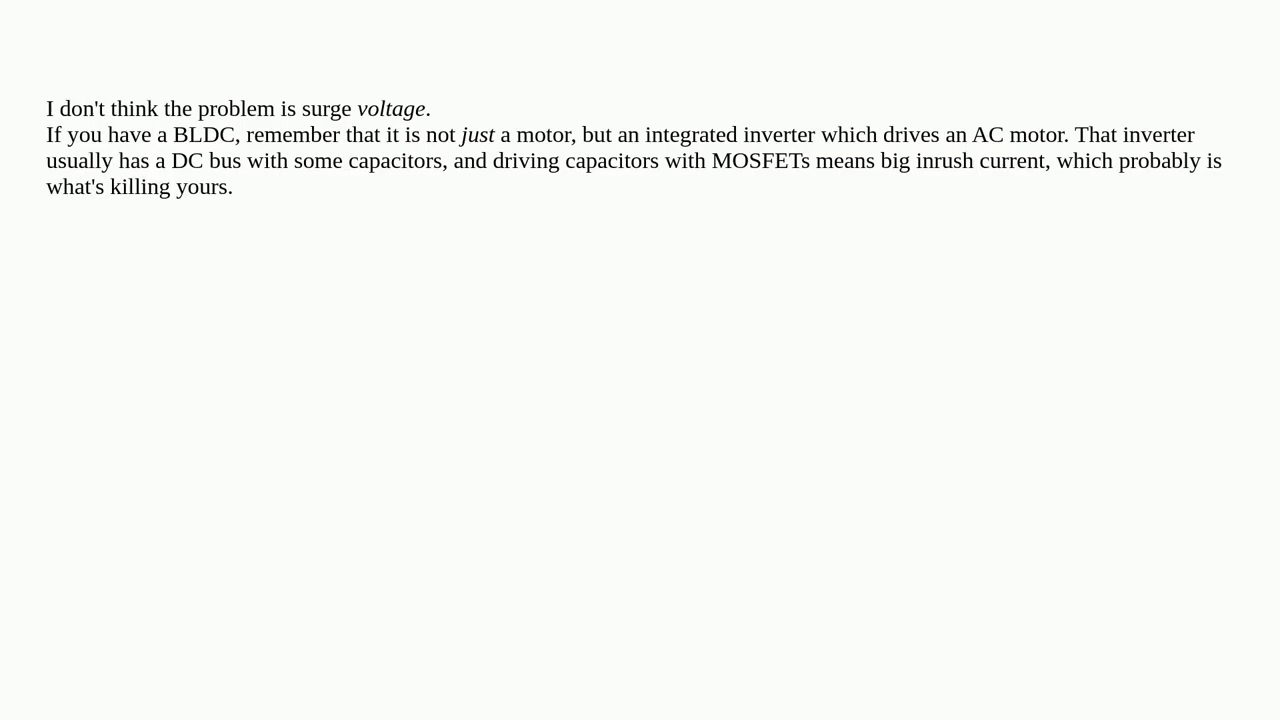 I don't think the problem is surge voltage.
If you have a BLDC, remember that it is not just a motor, but an integrated inverter which drives an AC motor. That inverter
usually has a DC bus with some capacitors, and driving capacitors with MOSFETs means big inrush current, which probably is
what's killing yours.